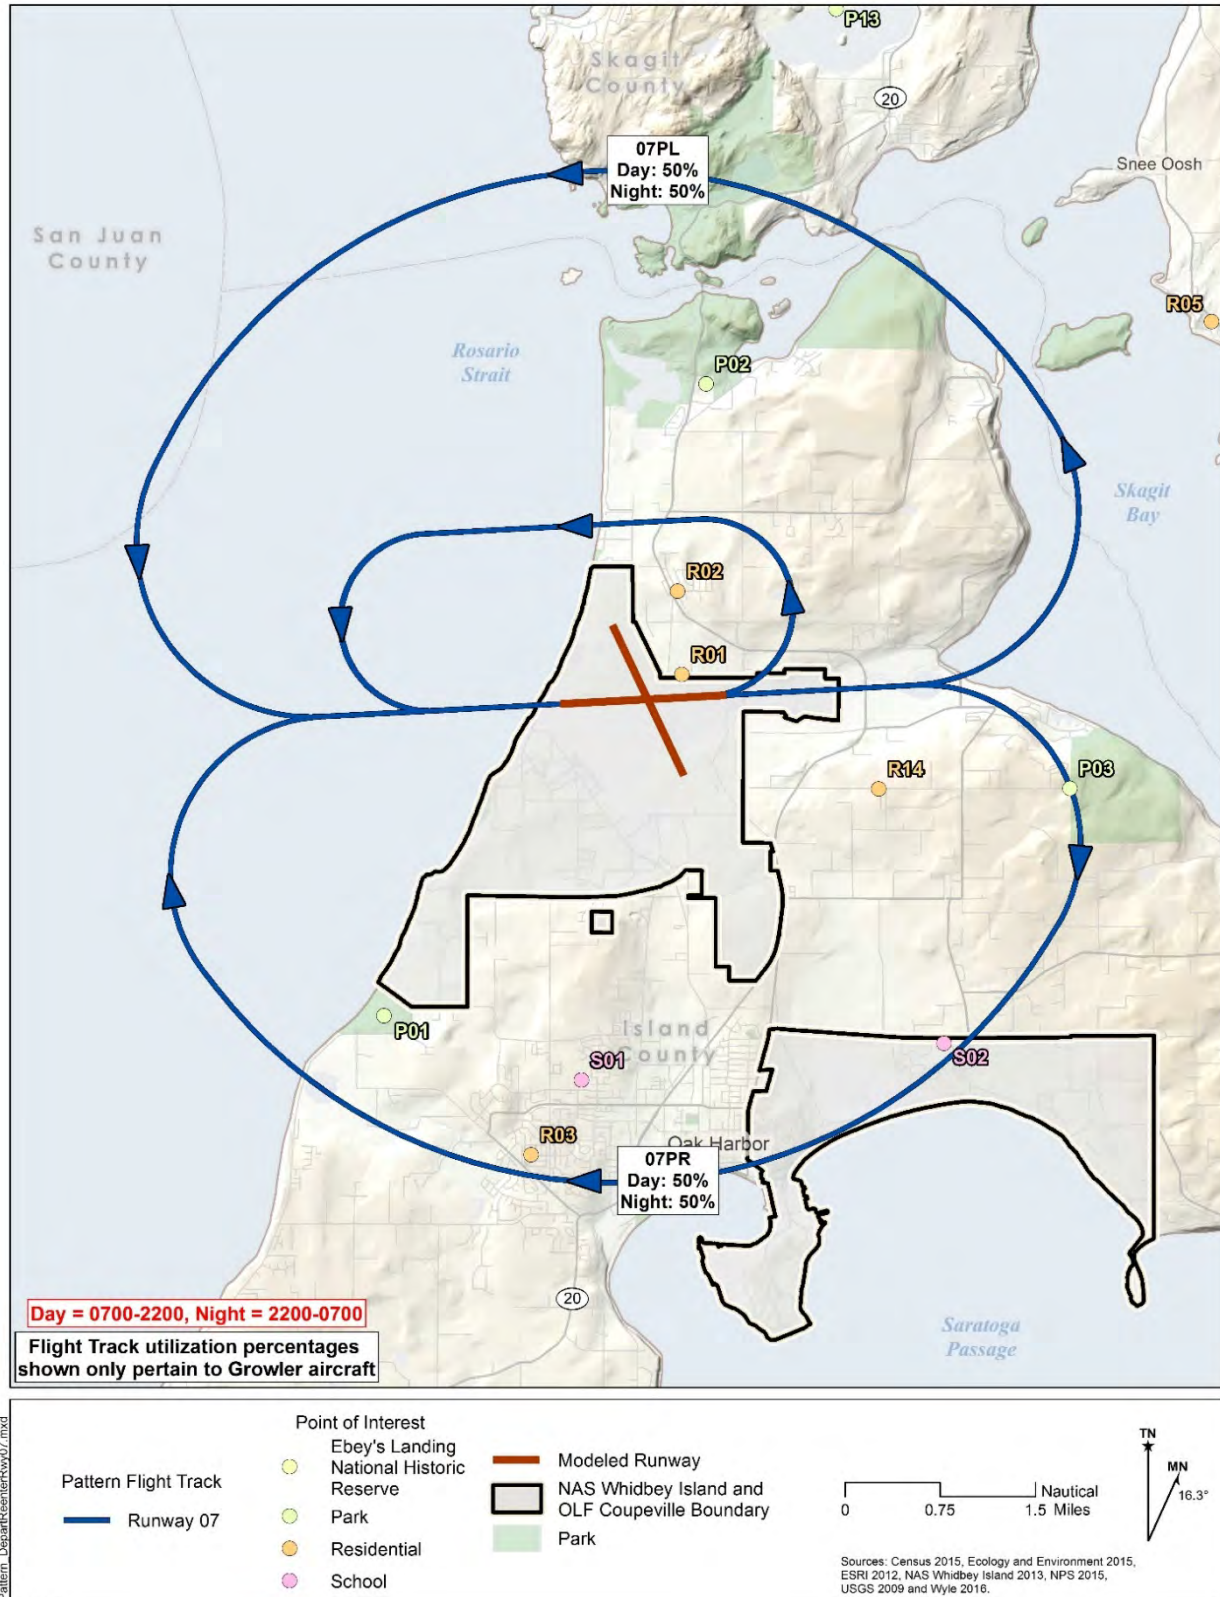 P13
Skagit
County
20
07PL
Day: 50%
Night: 50%
Snee Oosh
San Juan
County
R05
Rosario
Strait
P02
Skagit
Bay
R02
R01
R14
P03
P01
Island
County
S01
S02
R03
Oak Harbor
07PR
Day: 50%
Night: 50%
20
Day = 0700-2200, Night = 2200-0700
Saratoga
Passage
Flight Track utilization percentages
shown only pertain to Growler aircraft
Pattern_DepartReenterRwy07.mxd
Pattern Flight Track
Runway 07
Point of Interest
Ebey's Landing
National Historic
Reserve
Park
Residential
School
Modeled Runway
NAS Whidbey Island and
OLF Coupeville Boundary
Park
0 0.75 1.5
Nautical
Miles
TN
MN
16.3°
Sources: Census 2015, Ecology and Environment 2015,
ESRI 2012, NAS Whidbey Island 2013, NPS 2015,
USGS 2009 and Wyle 2016.